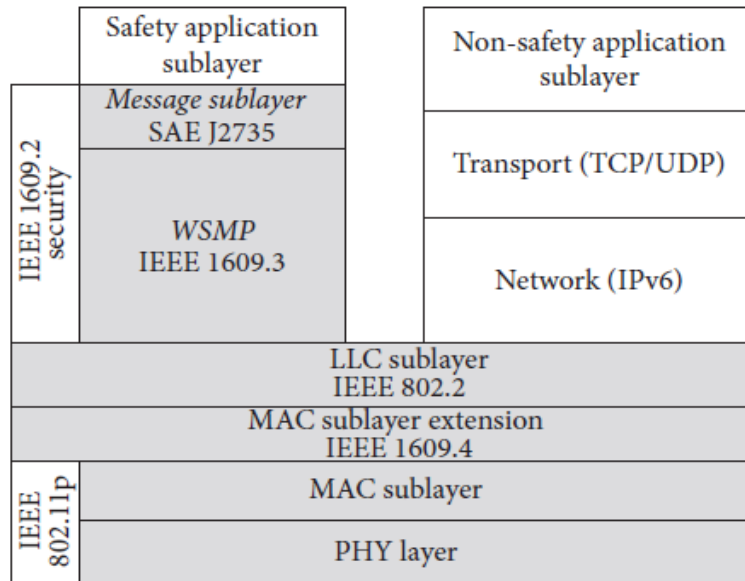 Safety application
sublayer
Non-safety application
sublayer
IEEE 1609.2
security
Message sublayer
SAE J2735
Transport (TCP/UDP)
WSMP
IEEE 1609.3
Network (IPv6)
LLC sublayer
IEEE 802.2
MAC sublayer extension
IEEE 1609.4
IEEE
802.11p
MAC sublayer
PHY layer